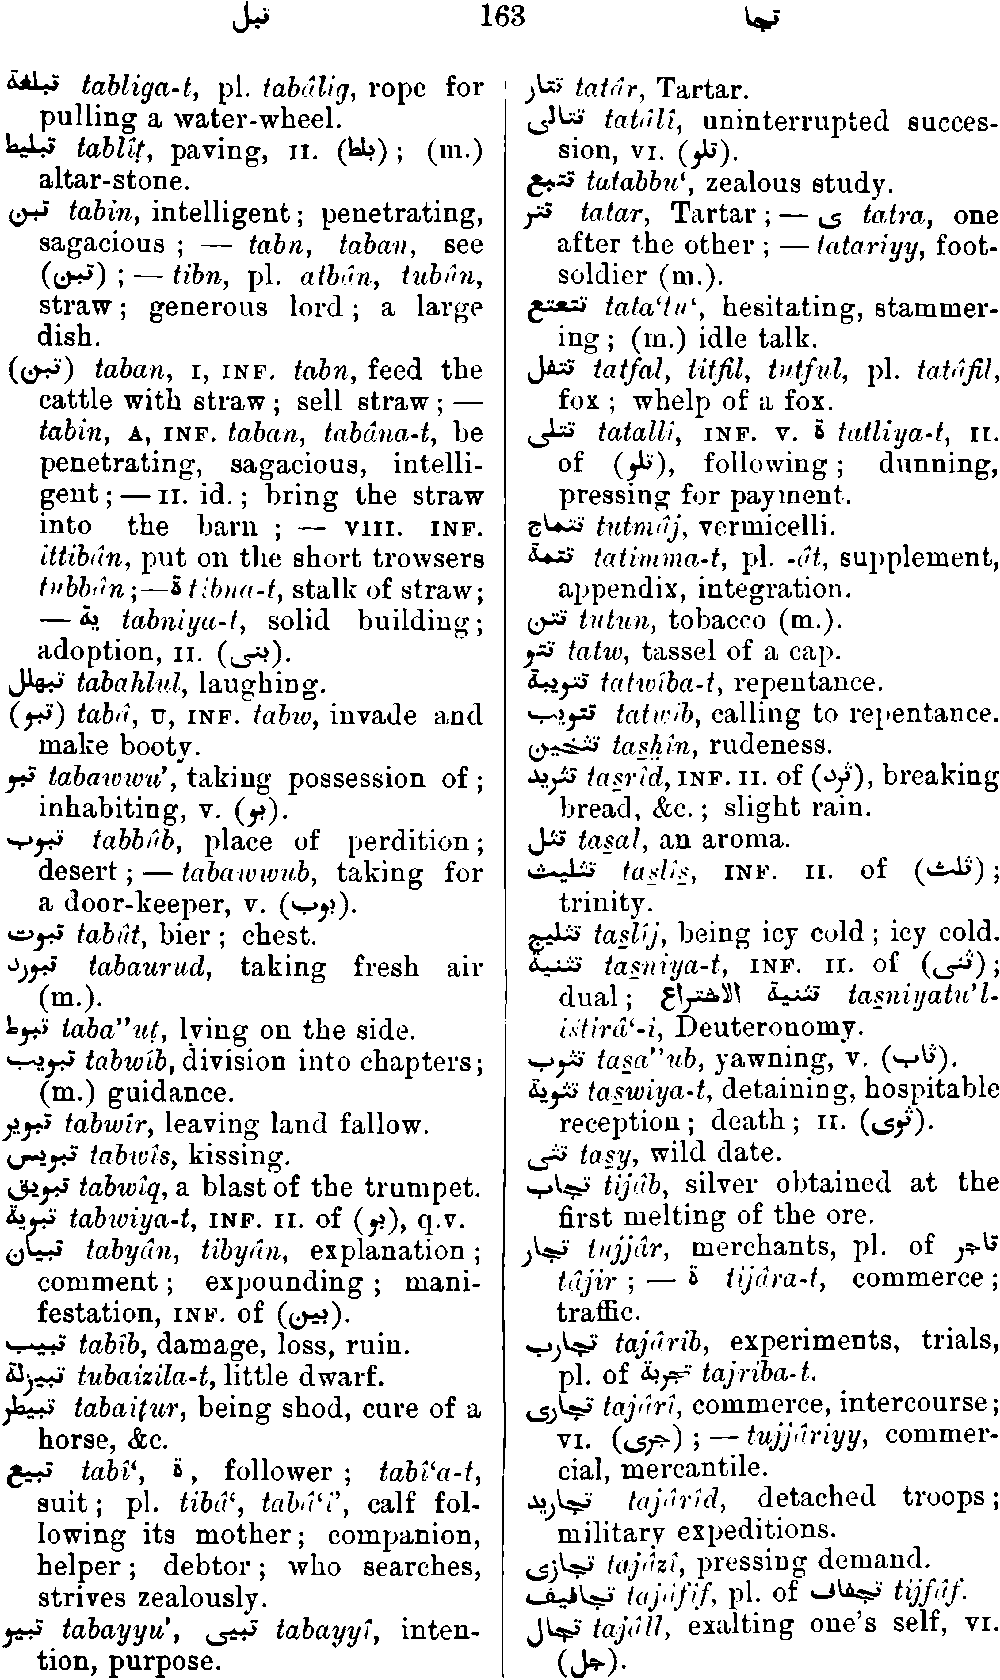 تبل 163 تجا
تبلغة tabliga-t, pl. tabâlig, rope for
pulling a water-wheel.
تبليط tablîṭ, paving, II. (بلط); (m.)
altar-stone.
تبن tabin, intelligent; penetrating,
sagacious; — tabn, taban, see
(تبن); — tibn, pl. atbân, tubûn,
straw; generous lord; a large
dish.
(تبن) taban, I, INF. tabn, feed the
cattle with straw; sell straw; —
tabin, A, INF. taban, tabâna-t, be
penetrating, sagacious, intelli-
gent; — II. id.; bring the straw
into the barn; — VIII. INF.
ittibân, put on the short trowsers
tubbân; — ة tibna-t, stalk of straw;
— ية tabniya-t, solid building;
adoption, II. (بنى).
تبهلل tabahlul, laughing.
(تبو) tabâ, U, INF. tabw, invade and
make booty.
تبو tabawwu’, taking possession of;
inhabiting, V. (بو).
تبوب tabbûb, place of perdition;
desert; — tabawwub, taking for
a door-keeper, V. (بوب).
تبوت tabût, bier; chest.
تبورد tabaurud, taking fresh air
(m.).
تبوط taba’’uṭ, lying on the side.
تبويب tabwîb, division into chapters;
(m.) guidance.
تبوير tabwîr, leaving land fallow.
تبويس tabwîs, kissing.
تبويق tabwîq, a blast of the trumpet.
تبوية tabwiya-t, INF. II. of (بو), q.v.
تبيان tabyân, tibyân, explanation;
comment; expounding; mani-
festation, INF. of (بين).
تبيب tabîb, damage, loss, ruin.
تبيزلة tubaizila-t, little dwarf.
تبيطر tabaiṭur, being shod, cure of a
horse, &c.
تبيع tabî‘, ة, follower; tabî‘a-t,
suit; pl. tibâ‘, tabâ’i‘, calf fol-
lowing its mother; companion,
helper; debtor; who searches,
strives zealously.
تبيو tabayyu’, تبيى tabayyî, inten-
tion, purpose.
تتار tatâr, Tartar.
تتالى tatâlî, uninterrupted succes-
sion, VI. (تلو).
تتبع tatabbu‘, zealous study.
تتر tatar, Tartar; — ى tatra, one
after the other; — tatariyy, foot-
soldier (m.).
تتعتع tata‘tu‘, hesitating, stammer-
ing; (m.) idle talk.
تتفل tatfal, titfil, tutful, pl. tatâfil,
fox; whelp of a fox.
تتلى tatallî, INF. V. ة tatliya-t, II.
of (تلو), following; dunning,
pressing for payment.
تتماج tutmâj, vermicelli.
تتمة tatimma-t, pl. -ât, supplement,
appendix, integration.
تتن tutun, tobacco (m.).
تتو tatw, tassel of a cap.
تتويبة tatwîba-t, repentance.
تتويب tatwîb, calling to repentance.
تثخين tas̱ḫîn, rudeness.
تثريد tas̱rîd, INF. II. of (ثرد), breaking
bread, &c.; slight rain.
تثل tas̱al, an aroma.
تثليث tas̱lîs̱, INF. II. of (ثلث);
trinity.
تثليج tas̱lîj, being icy cold; icy cold.
تثنية tas̱niya-t, INF. II. of (ثنى);
dual; تثنية الاشتراع tas̱niyatu’l-
iśtirâ‘-i, Deuteronomy.
تثوب tas̱a’’ub, yawning, V. (ثاب).
تثوية tas̱wiya-t, detaining, hospitable
reception; death; II. (ثوى).
تثى tas̱y, wild date.
تجاب tijâb, silver obtained at the
first melting of the ore.
تجار tujjâr, merchants, pl. of تاجر
tâjir; — ة tijâra-t, commerce;
traffic.
تجارب tajârib, experiments, trials,
pl. of تجربة tajriba-t.
تجارى tajârî, commerce, intercourse;
VI. (جرى); — tujjâriyy, commer-
cial, mercantile.
تجاريد tajârîd, detached troops;
military expeditions.
تجازى tajâzî, pressing demand.
تجافيف tajâfîf, pl. of تجفاف tijfâf.
تجال tajâll, exalting one’s self, VI.
(جل).